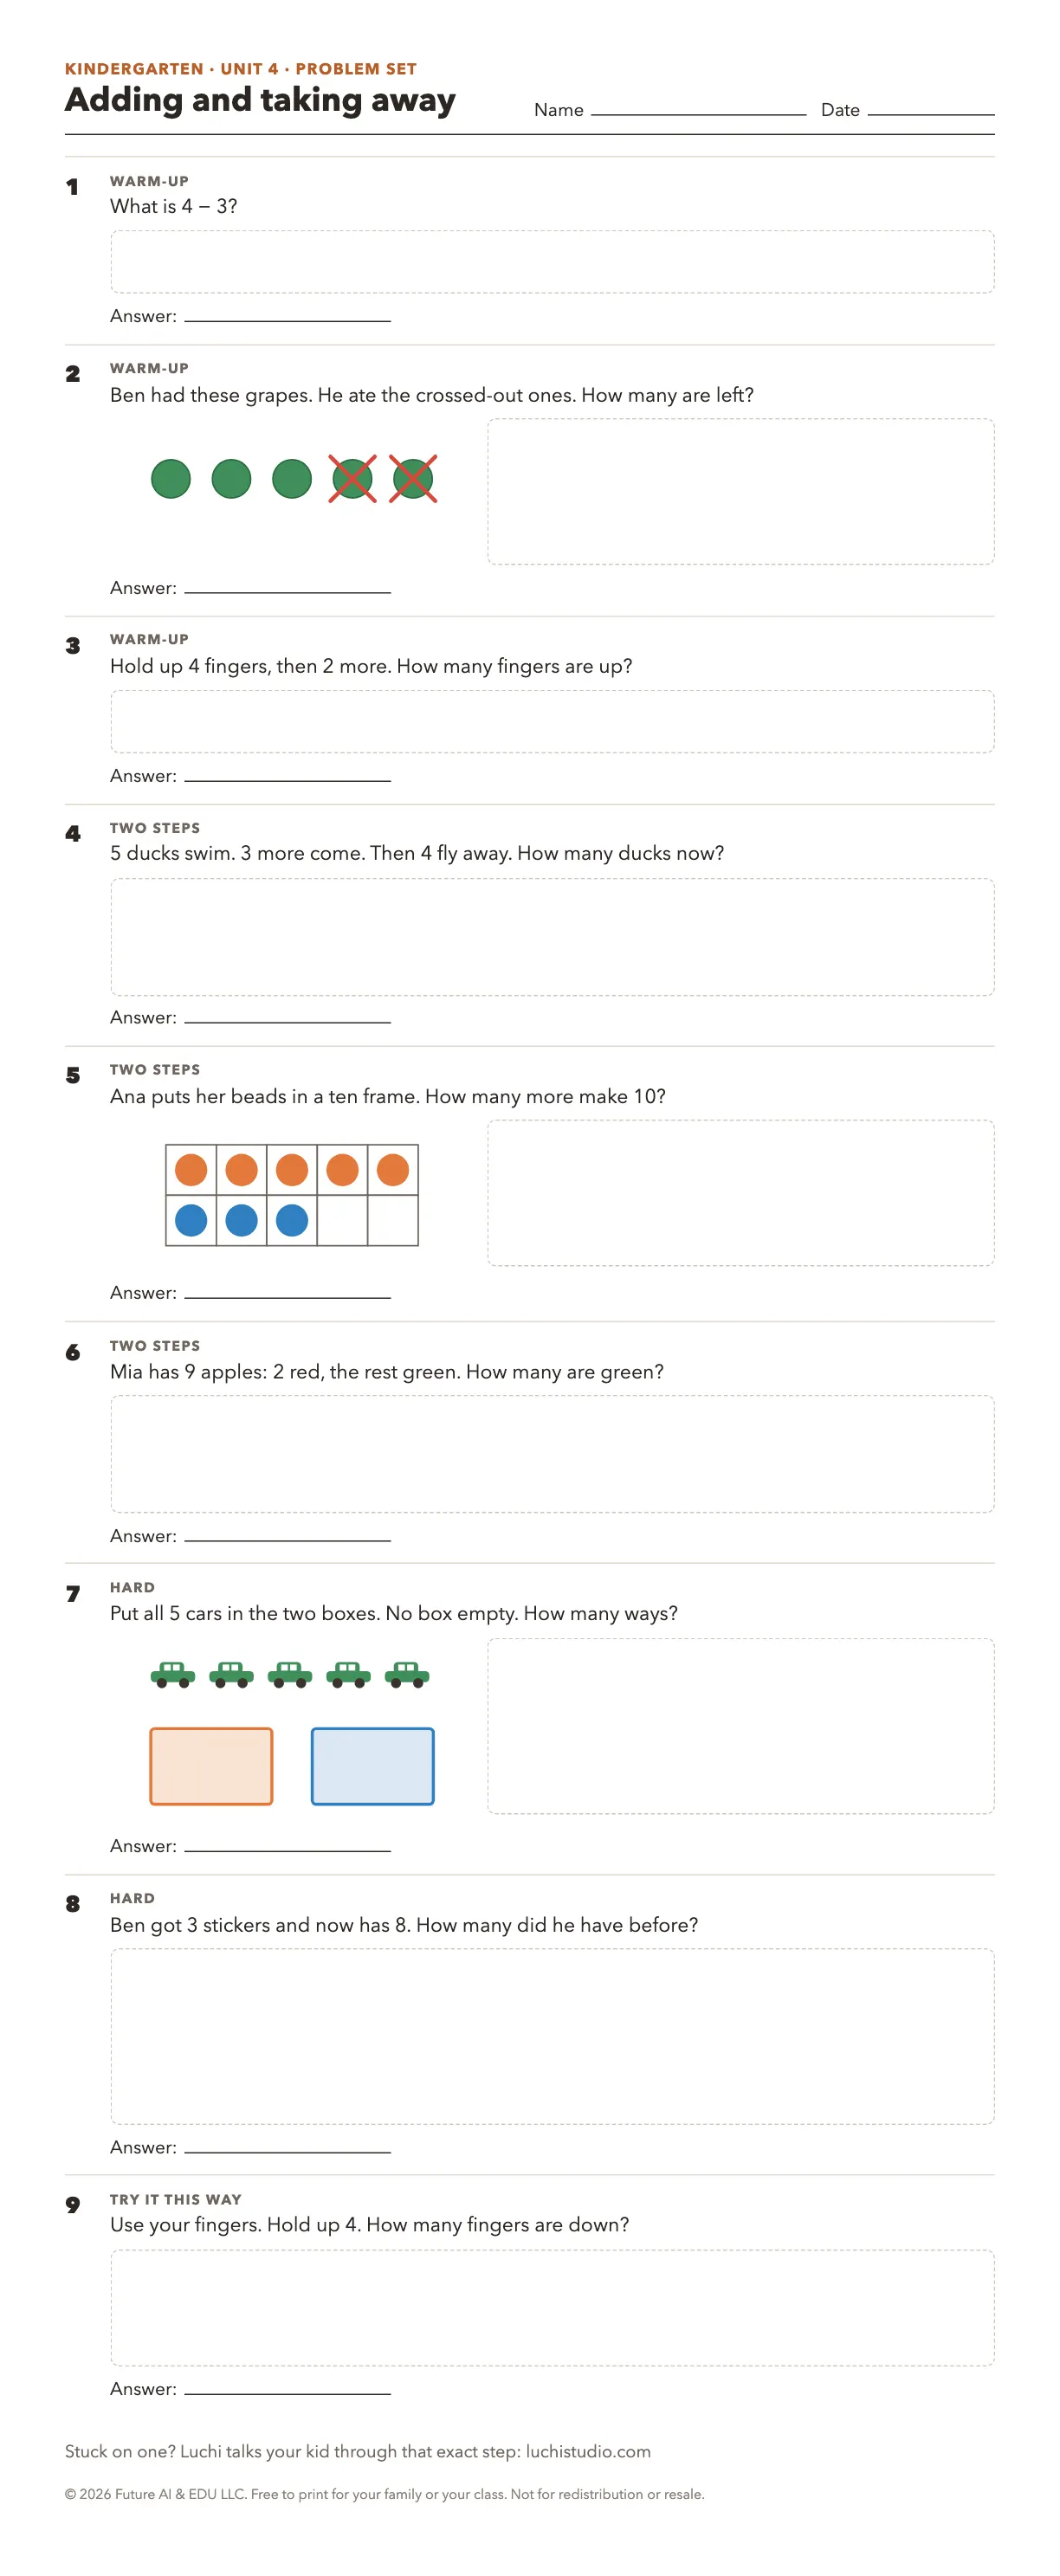 KINDERGARTEN · UNIT 4 · PROBLEM SET
Adding and taking away
Name
Date
1
WARM-UP
What is 4 − 3?
Answer:
2
WARM-UP
Ben had these grapes. He ate the crossed-out ones. How many are left?
Answer:
3
WARM-UP
Hold up 4 fingers, then 2 more. How many fingers are up?
Answer:
4
TWO STEPS
5 ducks swim. 3 more come. Then 4 fly away. How many ducks now?
Answer:
5
TWO STEPS
Ana puts her beads in a ten frame. How many more make 10?
Answer:
6
TWO STEPS
Mia has 9 apples: 2 red, the rest green. How many are green?
Answer:
7
HARD
Put all 5 cars in the two boxes. No box empty. How many ways?
Answer:
8
HARD
Ben got 3 stickers and now has 8. How many did he have before?
Answer:
9
TRY IT THIS WAY
Use your fingers. Hold up 4. How many fingers are down?
Answer:
Stuck on one? Luchi talks your kid through that exact step: luchistudio.com
© 2026 Future AI & EDU LLC. Free to print for your family or your class. Not for redistribution or resale.